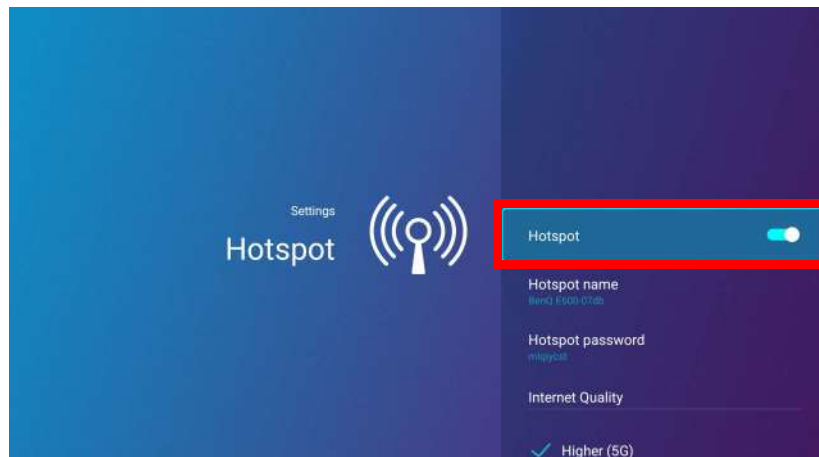 Settings
Hotspot
Hotspot
Hotspot name
BenQ E600-07db
Hotspot password
Internet Quality
Higher (5G)